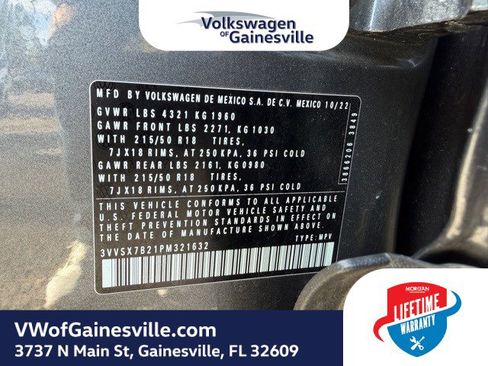 Volkswagen
OF Gainesville
MFD BY VOLKSWAGEN DE MEXICO S.A. DE C.V. MEXICO 10/22
GVWR LBS 4321 KG1960
GAWR FRONT LBS 2271, KG1030
WITH 215/50 R18 TIRES,
7JX18 RIMS, AT 250KPA, 36 PSI COLD
GAWR REAR LBS 2161, KG0980
WITH 215/50 R18 TIRES,
7JX18 RIMS, AT 250KPA, 36 PSI COLD
THIS VEHICLE CONFORMS TO ALL APPLICABLE
U.S. FEDERAL MOTOR VEHICLE SAFETY AND
THEFT PREVENTION STANDARDS IN EFFECT ON THE
DATE OF MANUFACTURE SHOWN ABOVE.
3VVSX7B21PM321632 TYPE: MPV
MORGAN
LIFETIME
WARRANTY
VWofGainesville.com
3737 N Main St, Gainesville, FL 32609